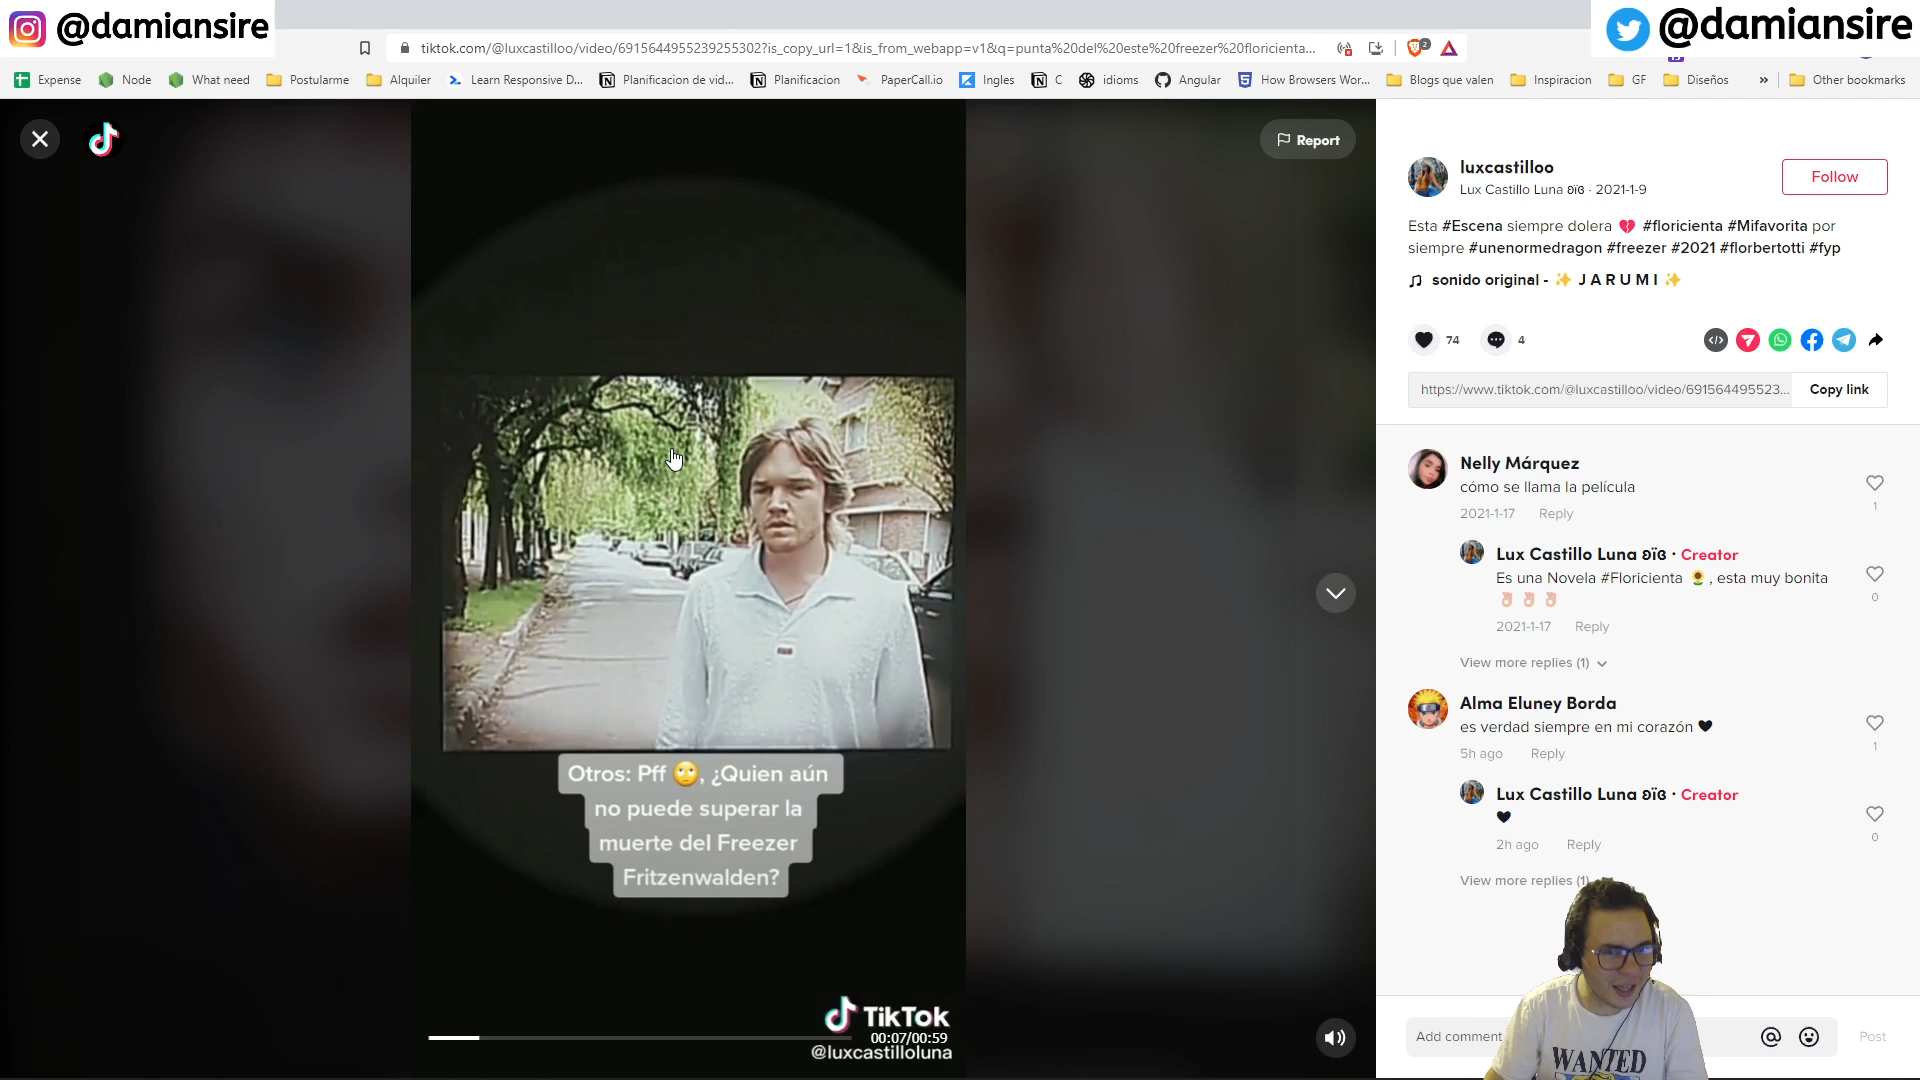 @damiansire
@damiansire
tiktok.com/@luxcastilloo/video/6915644955239255302?is_copy_url=1&is_from_webapp=v1&q=punta%20del%20este%20freezer%20floricienta...
2
Expense
Node
What need
Postularme
Alquiler
Learn Responsive D...
Planificacion de vid...
Planificacion
PaperCall.io
Ingles
C
idioms
Angular
How Browsers Wor...
Blogs que valen
Inspiracion
GF
Diseños
»
Other bookmarks
Report
luxcastilloo
Lux Castillo Luna ʚïɞ · 2021-1-9
Follow
Esta #Escena siempre dolera 💔 #floricienta #Mifavorita por
siempre #unenormedragon #freezer #2021 #florbertotti #fyp
sonido original - ✨ J A R U M I ✨
74
4
https://www.tiktok.com/@luxcastilloo/video/691564495523...
Copy link
Nelly Márquez
cómo se llama la película
2021-1-17 Reply
1
Lux Castillo Luna ʚïɞ · Creator
Es una Novela #Floricienta 🌻, esta muy bonita
👌🏻👌🏻👌🏻
0
2021-1-17 Reply
View more replies (1)
Alma Eluney Borda
es verdad siempre en mi corazón 🖤
5h ago Reply
1
Lux Castillo Luna ʚïɞ · Creator
🖤
0
2h ago Reply
View more replies (1)
Otros: Pff 🙄, ¿Quien aún
no puede superar la
muerte del Freezer
Fritzenwalden?
TikTok
00:07/00:59
@luxcastilloluna
Add comment
@
Post
WANTED